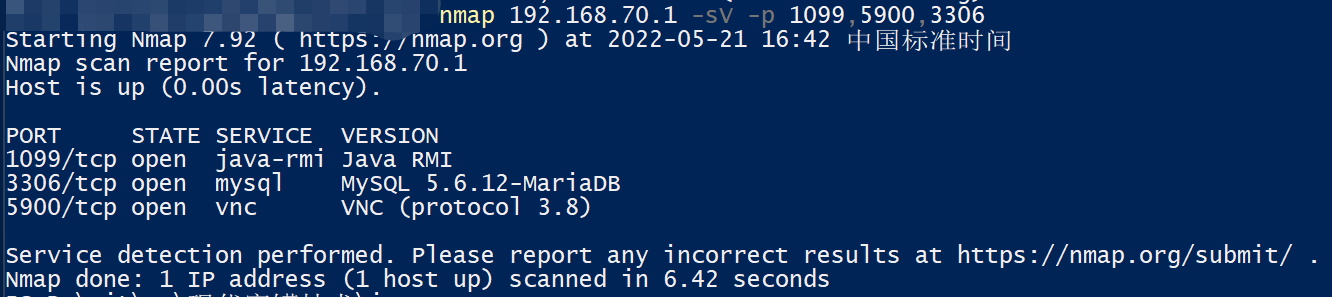 nmap 192.168.70.1 -sV -p 1099,5900,3306
Starting Nmap 7.92 ( https://nmap.org ) at 2022-05-21 16:42 中国标准时间
Nmap scan report for 192.168.70.1
Host is up (0.00s latency).
PORT     STATE SERVICE  VERSION
1099/tcp open  java-rmi Java RMI
3306/tcp open  mysql    MySQL 5.6.12-MariaDB
5900/tcp open  vnc      VNC (protocol 3.8)
Service detection performed. Please report any incorrect results at https://nmap.org/submit/ .
Nmap done: 1 IP address (1 host up) scanned in 6.42 seconds